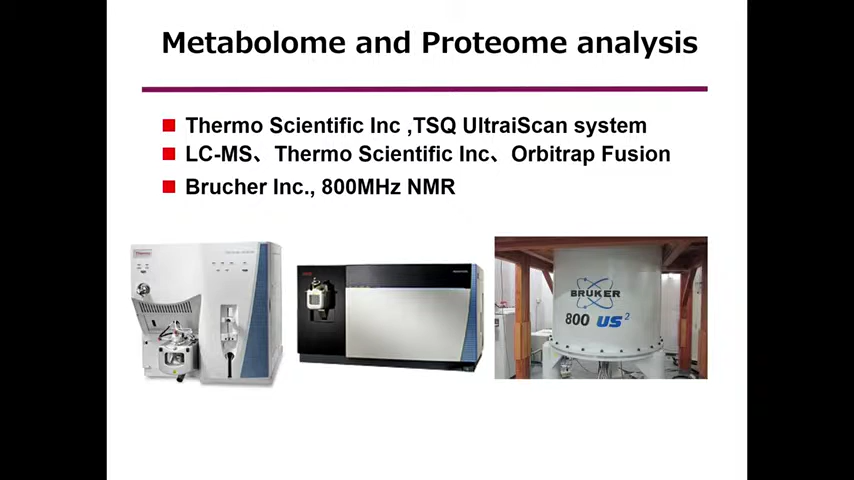 Metabolome and Proteome analysis
Thermo Scientific Inc ,TSQ UltraiScan system
LC-MS、Thermo Scientific Inc、Orbitrap Fusion
Brucher Inc., 800MHz NMR
BRUKER
800 US²